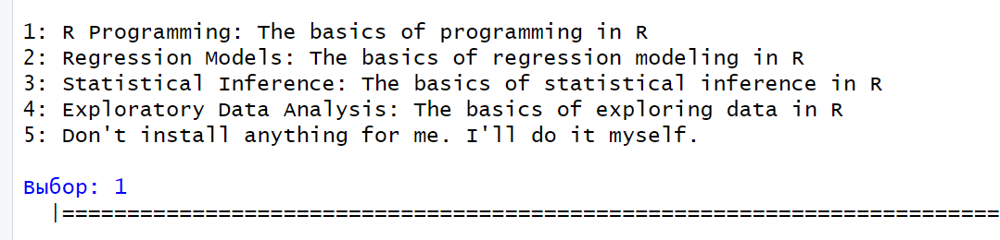 1: R Programming: The basics of programming in R
2: Regression Models: The basics of regression modeling in R
3: Statistical Inference: The basics of statistical inference in R
4: Exploratory Data Analysis: The basics of exploring data in R
5: Don't install anything for me. I'll do it myself.
Выбор: 1
|========================================================================